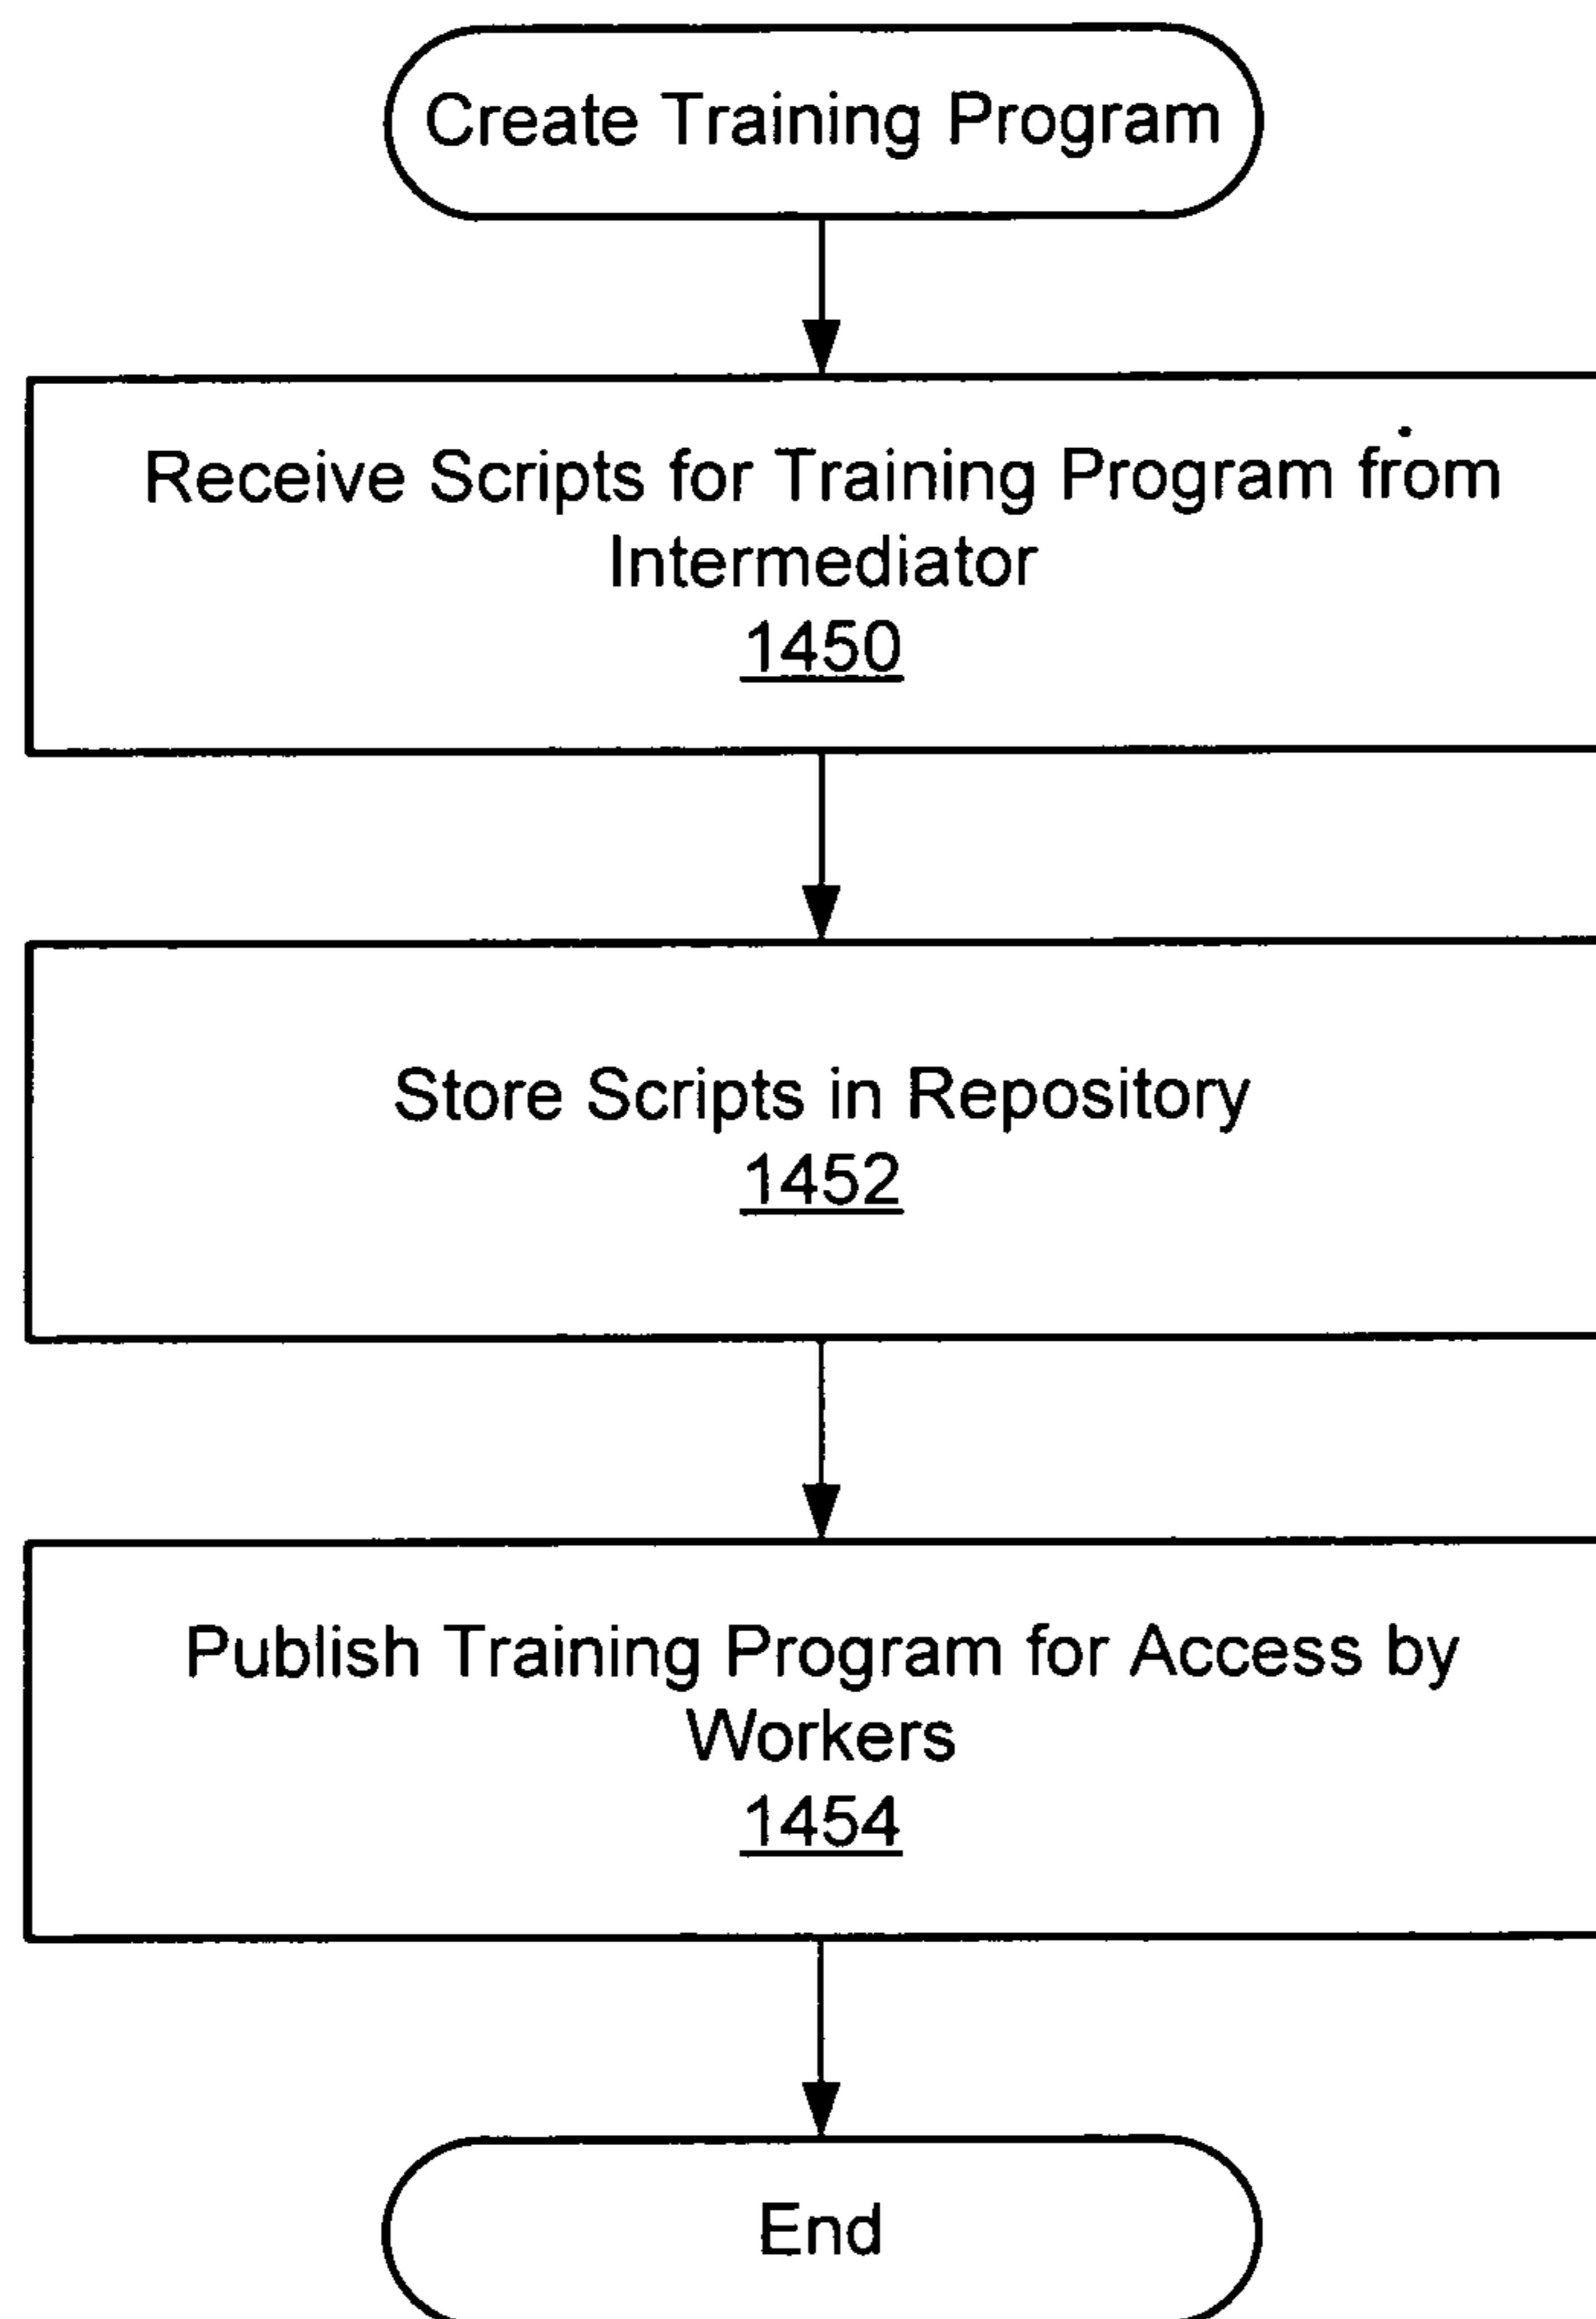 Create Training Program
Receive Scripts for Training Program from
Intermediator
1450
Store Scripts in Repository
1452
Publish Training Program for Access by
Workers
1454
End